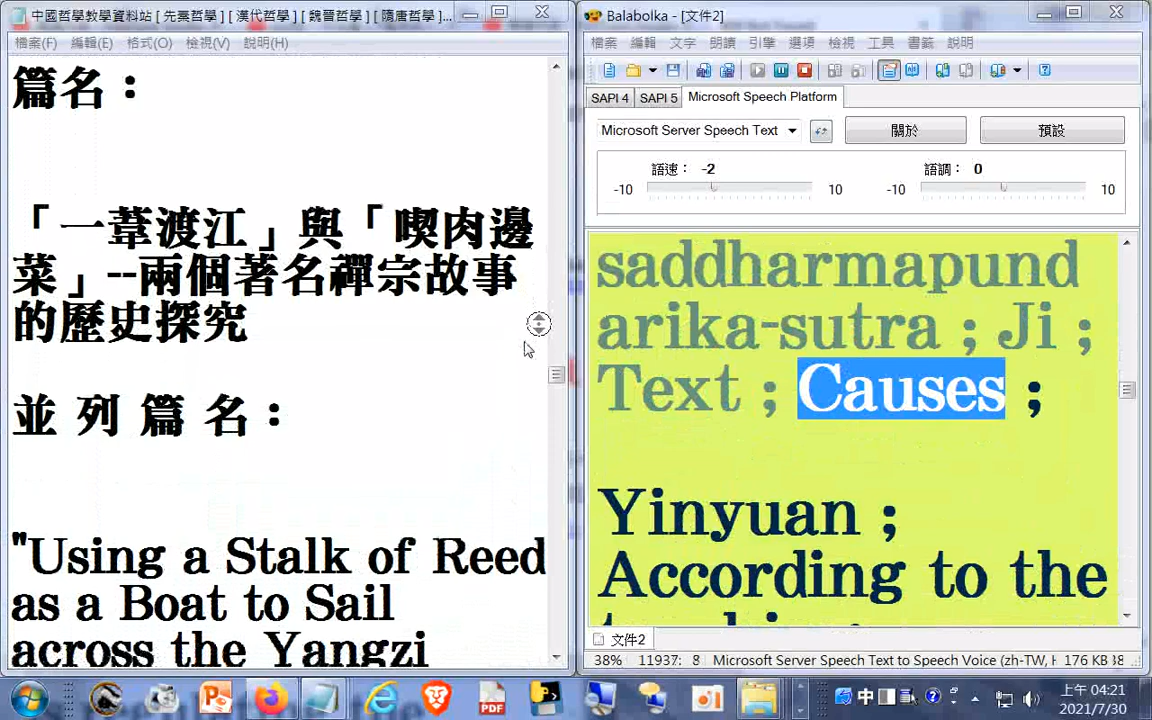 中國哲學教學資料站 [ 先秦哲學 ] [ 漢代哲學 ] [ 魏晉哲學 ] [ 隋唐哲學 ]...
檔案(F) 編輯(E) 格式(O) 檢視(V) 說明(H)
篇名：
「一葦渡江」與「喫肉邊
菜」--兩個著名禪宗故事
的歷史探究
並 列 篇 名：
"Using a Stalk of Reed
as a Boat to Sail
across the Yangzi
Balabolka - [文件2]
檔案 編輯 文字 朗讀 引擎 選項 檢視 工具 書籤 說明
SAPI 4 SAPI 5 Microsoft Speech Platform
Microsoft Server Speech Text 關於 預設
語速： -2 語調： 0
-10 10 -10 10
saddharmapund
arika-sutra；Ji；
Text；Causes；
Yinyuan；
According to the
文件2
38% 11937: 8 Microsoft Server Speech Text to Speech Voice (zh-TW, H 176 KB
PDF 中 上午 04:21
2021/7/30